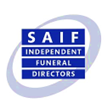 SAIF
INDEPENDENT
FUNERAL
DIRECTORS